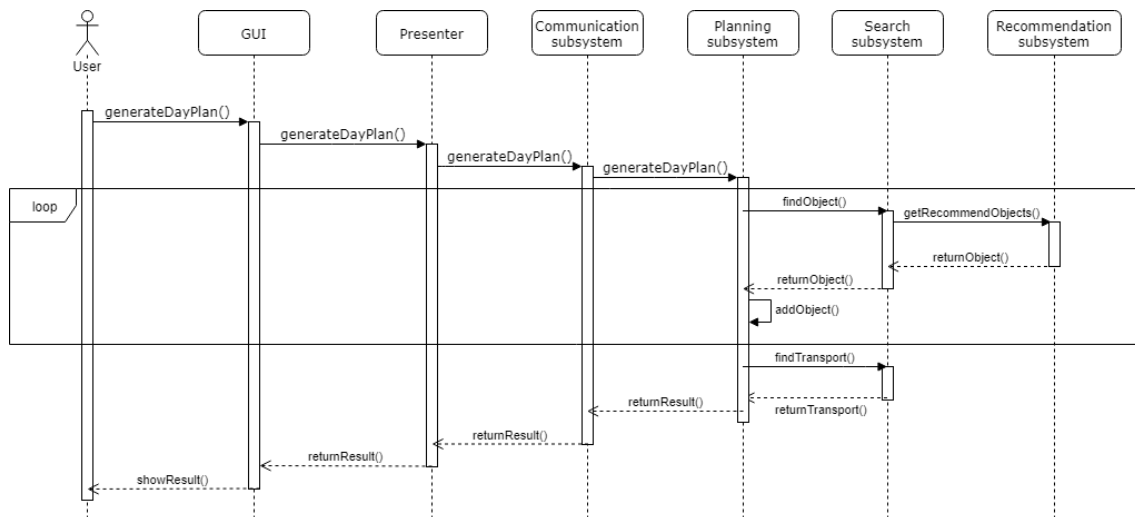 GUI
Presenter
Communication
subsystem
Planning
subsystem
Search
subsystem
Recommendation
subsystem
User
generateDayPlan()
generateDayPlan()
generateDayPlan()
generateDayPlan()
loop
findObject()
getRecommendObjects()
returnObject()
returnObject()
addObject()
findTransport()
returnTransport()
returnResult()
returnResult()
returnResult()
showResult()